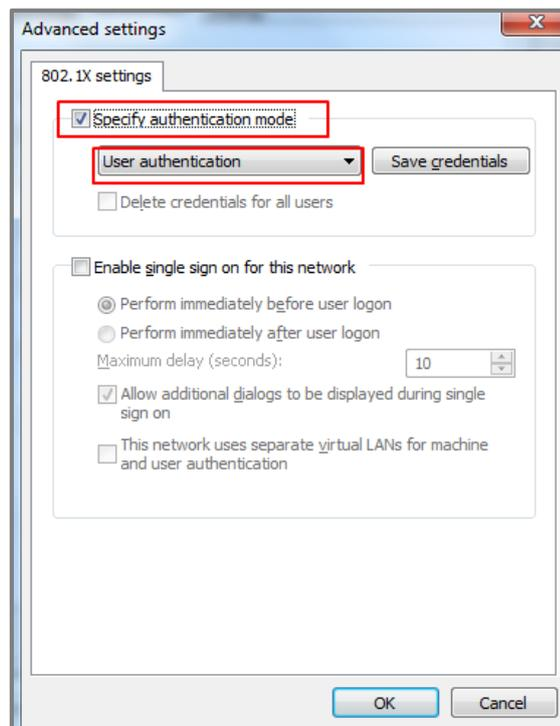 Advanced settings
802.1X settings
Specify authentication mode
User authentication
Save credentials
Delete credentials for all users
Enable single sign on for this network
Perform immediately before user logon
Perform immediately after user logon
Maximum delay (seconds):
10
Allow additional dialogs to be displayed during single
sign on
This network uses separate virtual LANs for machine
and user authentication
OK
Cancel